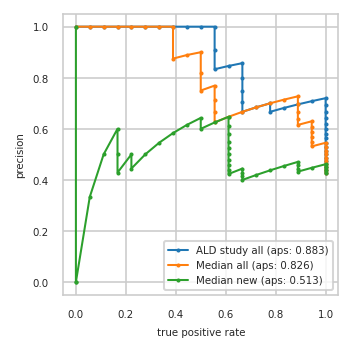 1.0
0.8
0.6
0.4
0.2
0.0
precision
0.0 0.2 0.4 0.6 0.8 1.0
true positive rate
ALD study all (aps: 0.883)
Median all (aps: 0.826)
Median new (aps: 0.513)